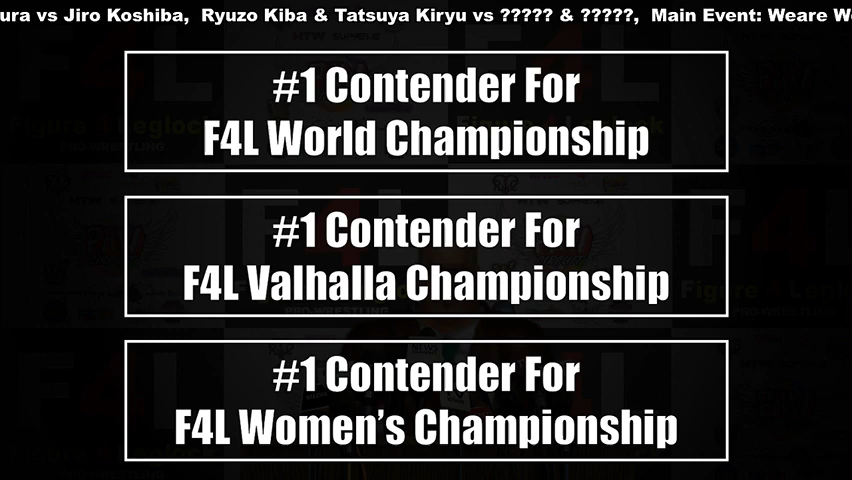 ura vs Jiro Koshiba, Ryuzo Kiba & Tatsuya Kiryu vs ????? & ?????, Main Event: Weare W
#1 Contender For
F4L World Championship
#1 Contender For
F4L Valhalla Championship
#1 Contender For
F4L Women's Championship